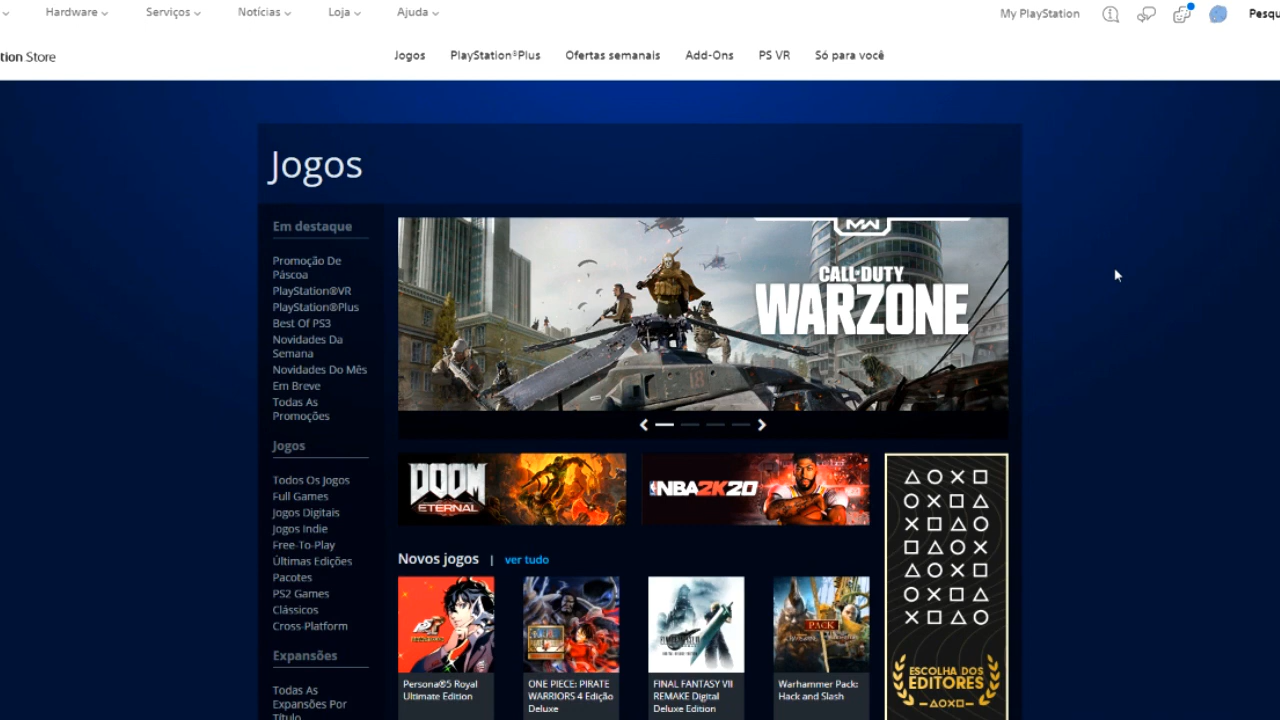 Hardware Serviços Notícias Loja Ajuda My PlayStation Pesqu
tion Store Jogos PlayStation®Plus Ofertas semanais Add-Ons PS VR Só para você
Jogos
Em destaque
Promoção De
Páscoa
PlayStation®VR
PlayStation®Plus
Best Of PS3
Novidades Da
Semana
Novidades Do Mês
Em Breve
Todas As
Promoções
Jogos
Todos Os Jogos
Full Games
Jogos Digitais
Jogos Indie
Free-To-Play
Últimas Edições
Pacotes
PS2 Games
Clássicos
Cross-Platform
Expansões
Todas As
Expansões Por
Título
MW
CALL·DUTY
WARZONE
DOOM
ETERNAL
NBA2K20
Novos jogos | ver tudo
PACK
Persona®5 Royal
Ultimate Edition
ONE PIECE: PIRATE
WARRIORS 4 Edição
Deluxe
FINAL FANTASY VII
REMAKE Digital
Deluxe Edition
Warhammer Pack:
Hack and Slash
ESCOLHA DOS
EDITORES